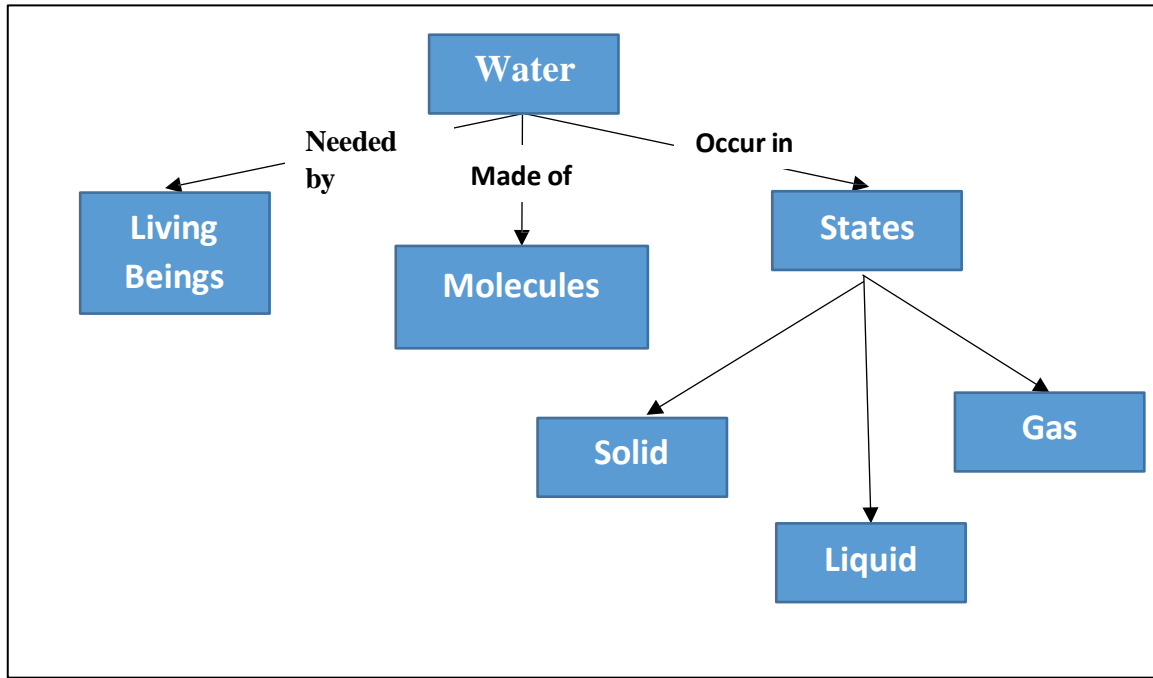 Water
Needed
by
Made of
Occur in
Living
Beings
Molecules
States
Solid
Liquid
Gas